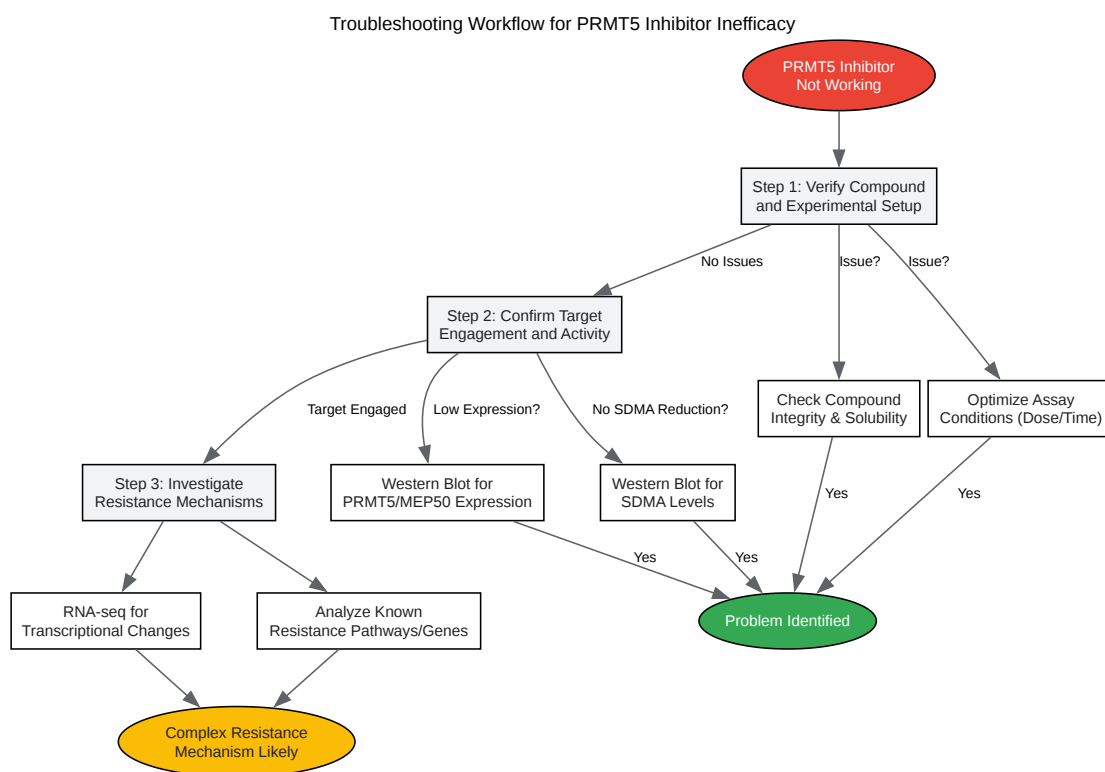 Troubleshooting Workflow for PRMT5 Inhibitor Inefficacy
PRMT5 Inhibitor
Not Working
Step 1: Verify Compound
and Experimental Setup
No Issues
Issue?
Issue?
Step 2: Confirm Target
Engagement and Activity
Target Engaged
Low Expression?
No SDMA Reduction?
Check Compound
Integrity & Solubility
Optimize Assay
Conditions (Dose/Time)
Step 3: Investigate
Resistance Mechanisms
Western Blot for
PRMT5/MEP50 Expression
Western Blot for
SDMA Levels
Yes
Yes
Yes
Yes
RNA-seq for
Transcriptional Changes
Analyze Known
Resistance Pathways/Genes
Problem Identified
Complex Resistance
Mechanism Likely